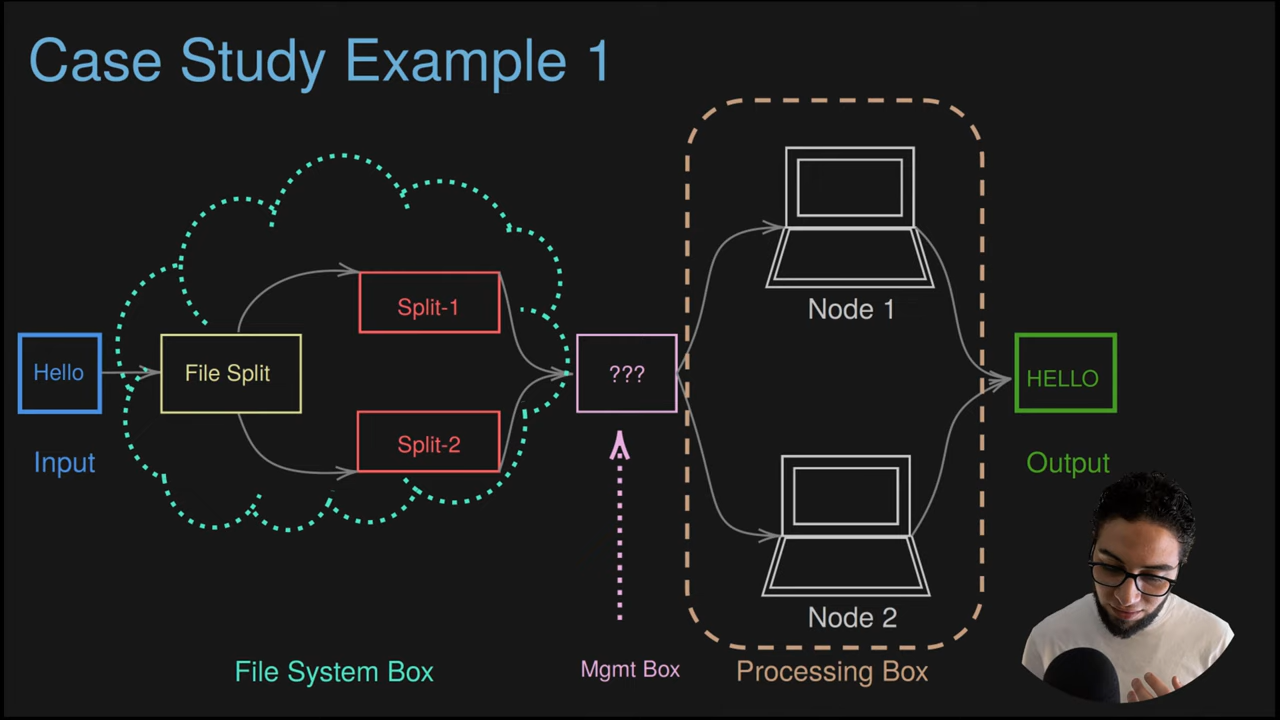 Case Study Example 1
Hello
Input
File Split
Split-1
Split-2
???
Node 1
Node 2
HELLO
Output
File System Box
Mgmt Box
Processing Box